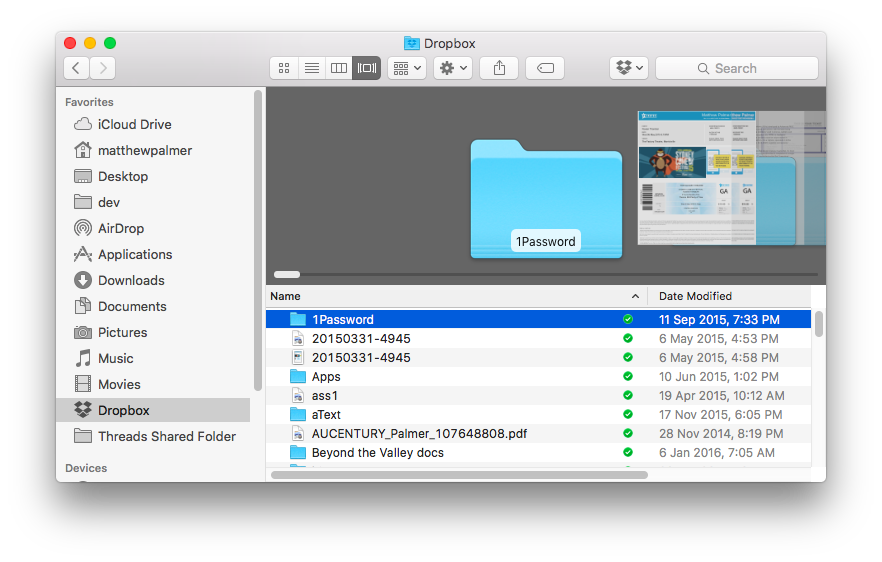 Dropbox
Search
Favorites
iCloud Drive
matthewpalmer
Desktop
dev
AirDrop
Applications
Downloads
Documents
Pictures
Music
Movies
Dropbox
Threads Shared Folder
Devices
1Password
GA
GA
Name
Date Modified
1Password 11 Sep 2015, 7:33 PM
20150331-4945 6 May 2015, 4:53 PM
20150331-4945 6 May 2015, 4:58 PM
Apps 10 Jun 2015, 1:02 PM
ass1 19 Apr 2015, 10:12 AM
aText 17 Nov 2015, 6:05 PM
AUCENTURY_Palmer_107648808.pdf 28 Nov 2014, 8:19 PM
Beyond the Valley docs 6 Jan 2016, 7:05 AM